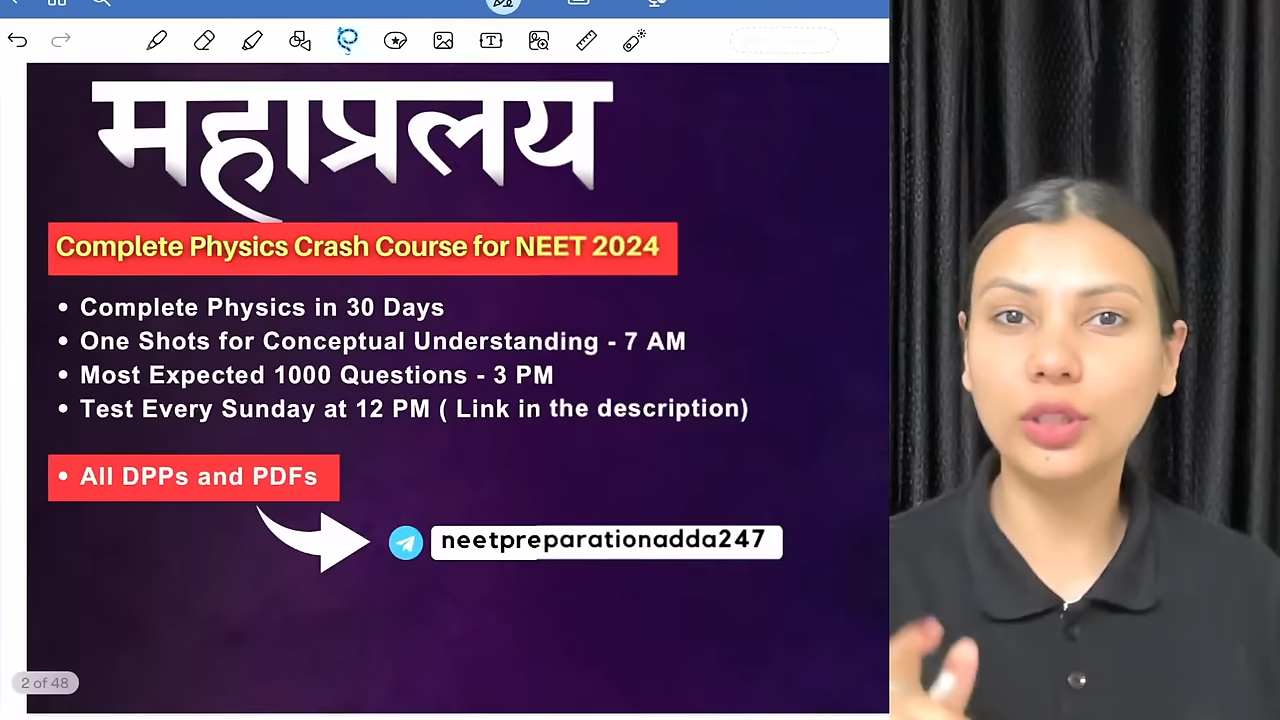 महाप्रलय
Complete Physics Crash Course for NEET 2024
• Complete Physics in 30 Days
• One Shots for Conceptual Understanding - 7 AM
• Most Expected 1000 Questions - 3 PM
• Test Every Sunday at 12 PM ( Link in the description)
• All DPPs and PDFs
neetpreparationadda247
2 of 48